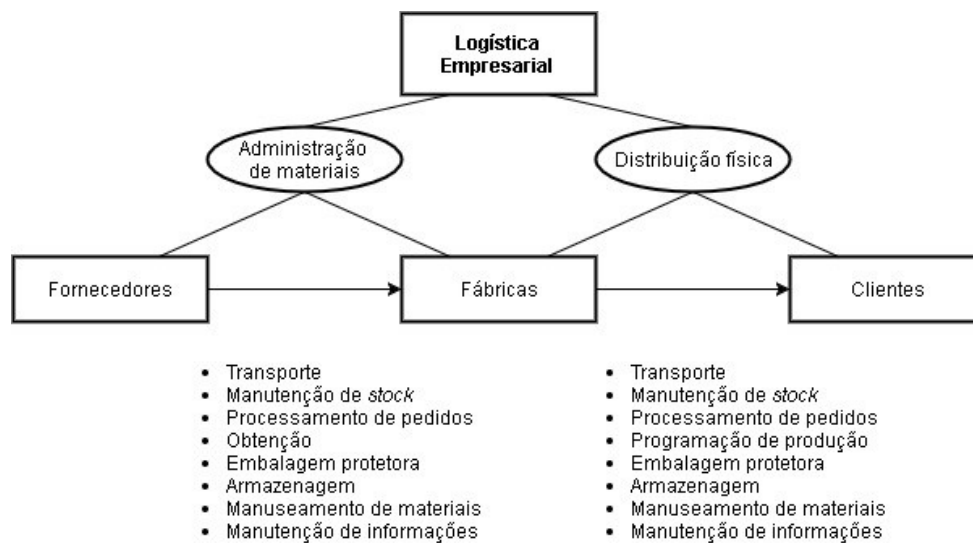 Logística
Empresarial
Administração
de materiais
Distribuição física
Fornecedores
Fábricas
Clientes
• Transporte
• Manutenção de stock
• Processamento de pedidos
• Obtenção
• Embalagem protetora
• Armazenagem
• Manuseamento de materiais
• Manutenção de informações
• Transporte
• Manutenção de stock
• Processamento de pedidos
• Programação de produção
• Embalagem protetora
• Armazenagem
• Manuseamento de materiais
• Manutenção de informações